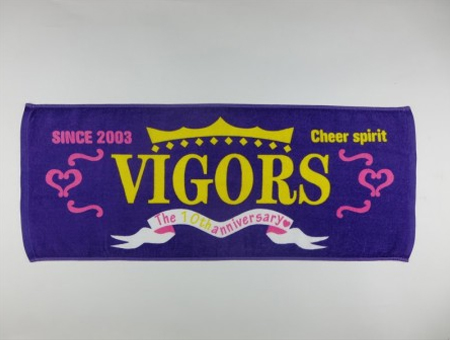 SINCE 2003
Cheer spirit
VIGORS
The 10th anniversary